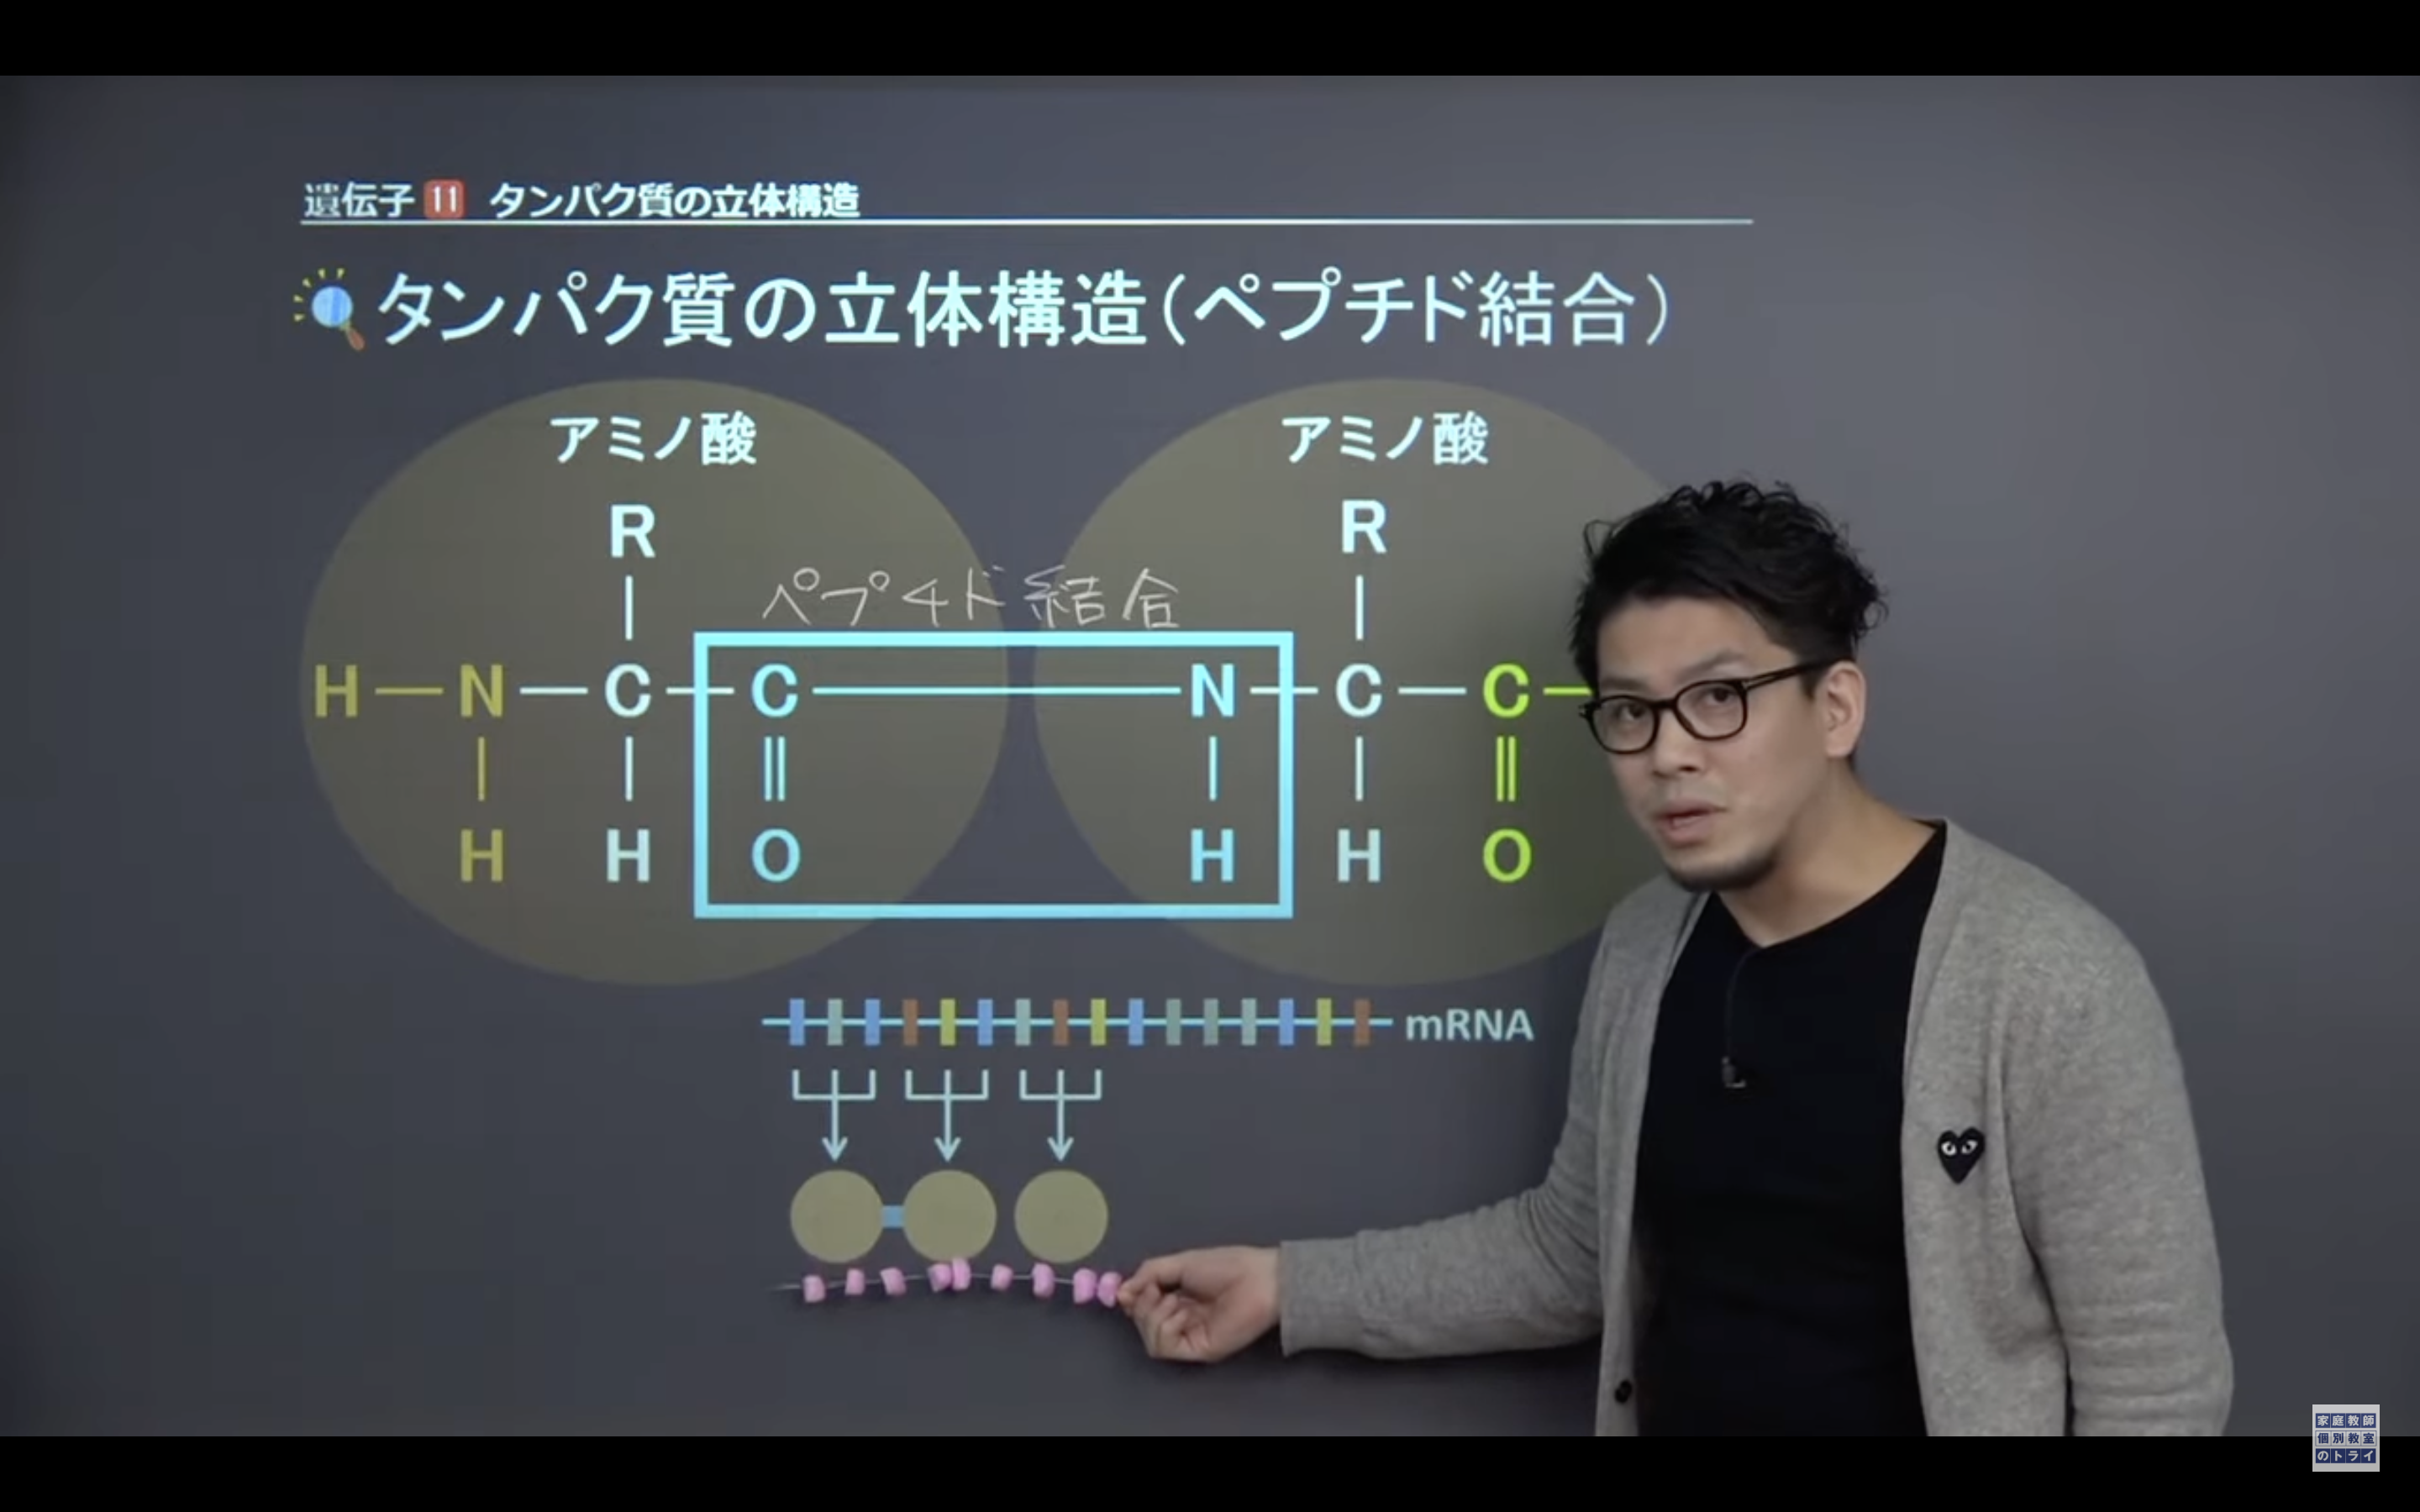 遺伝子 11 タンパク質の立体構造
タンパク質の立体構造(ペプチド結合)
アミノ酸 アミノ酸
R R
ペプチド結合
H N C C N C C
O
H H O H H O
mRNA
家庭教師
個別教室
のトライ